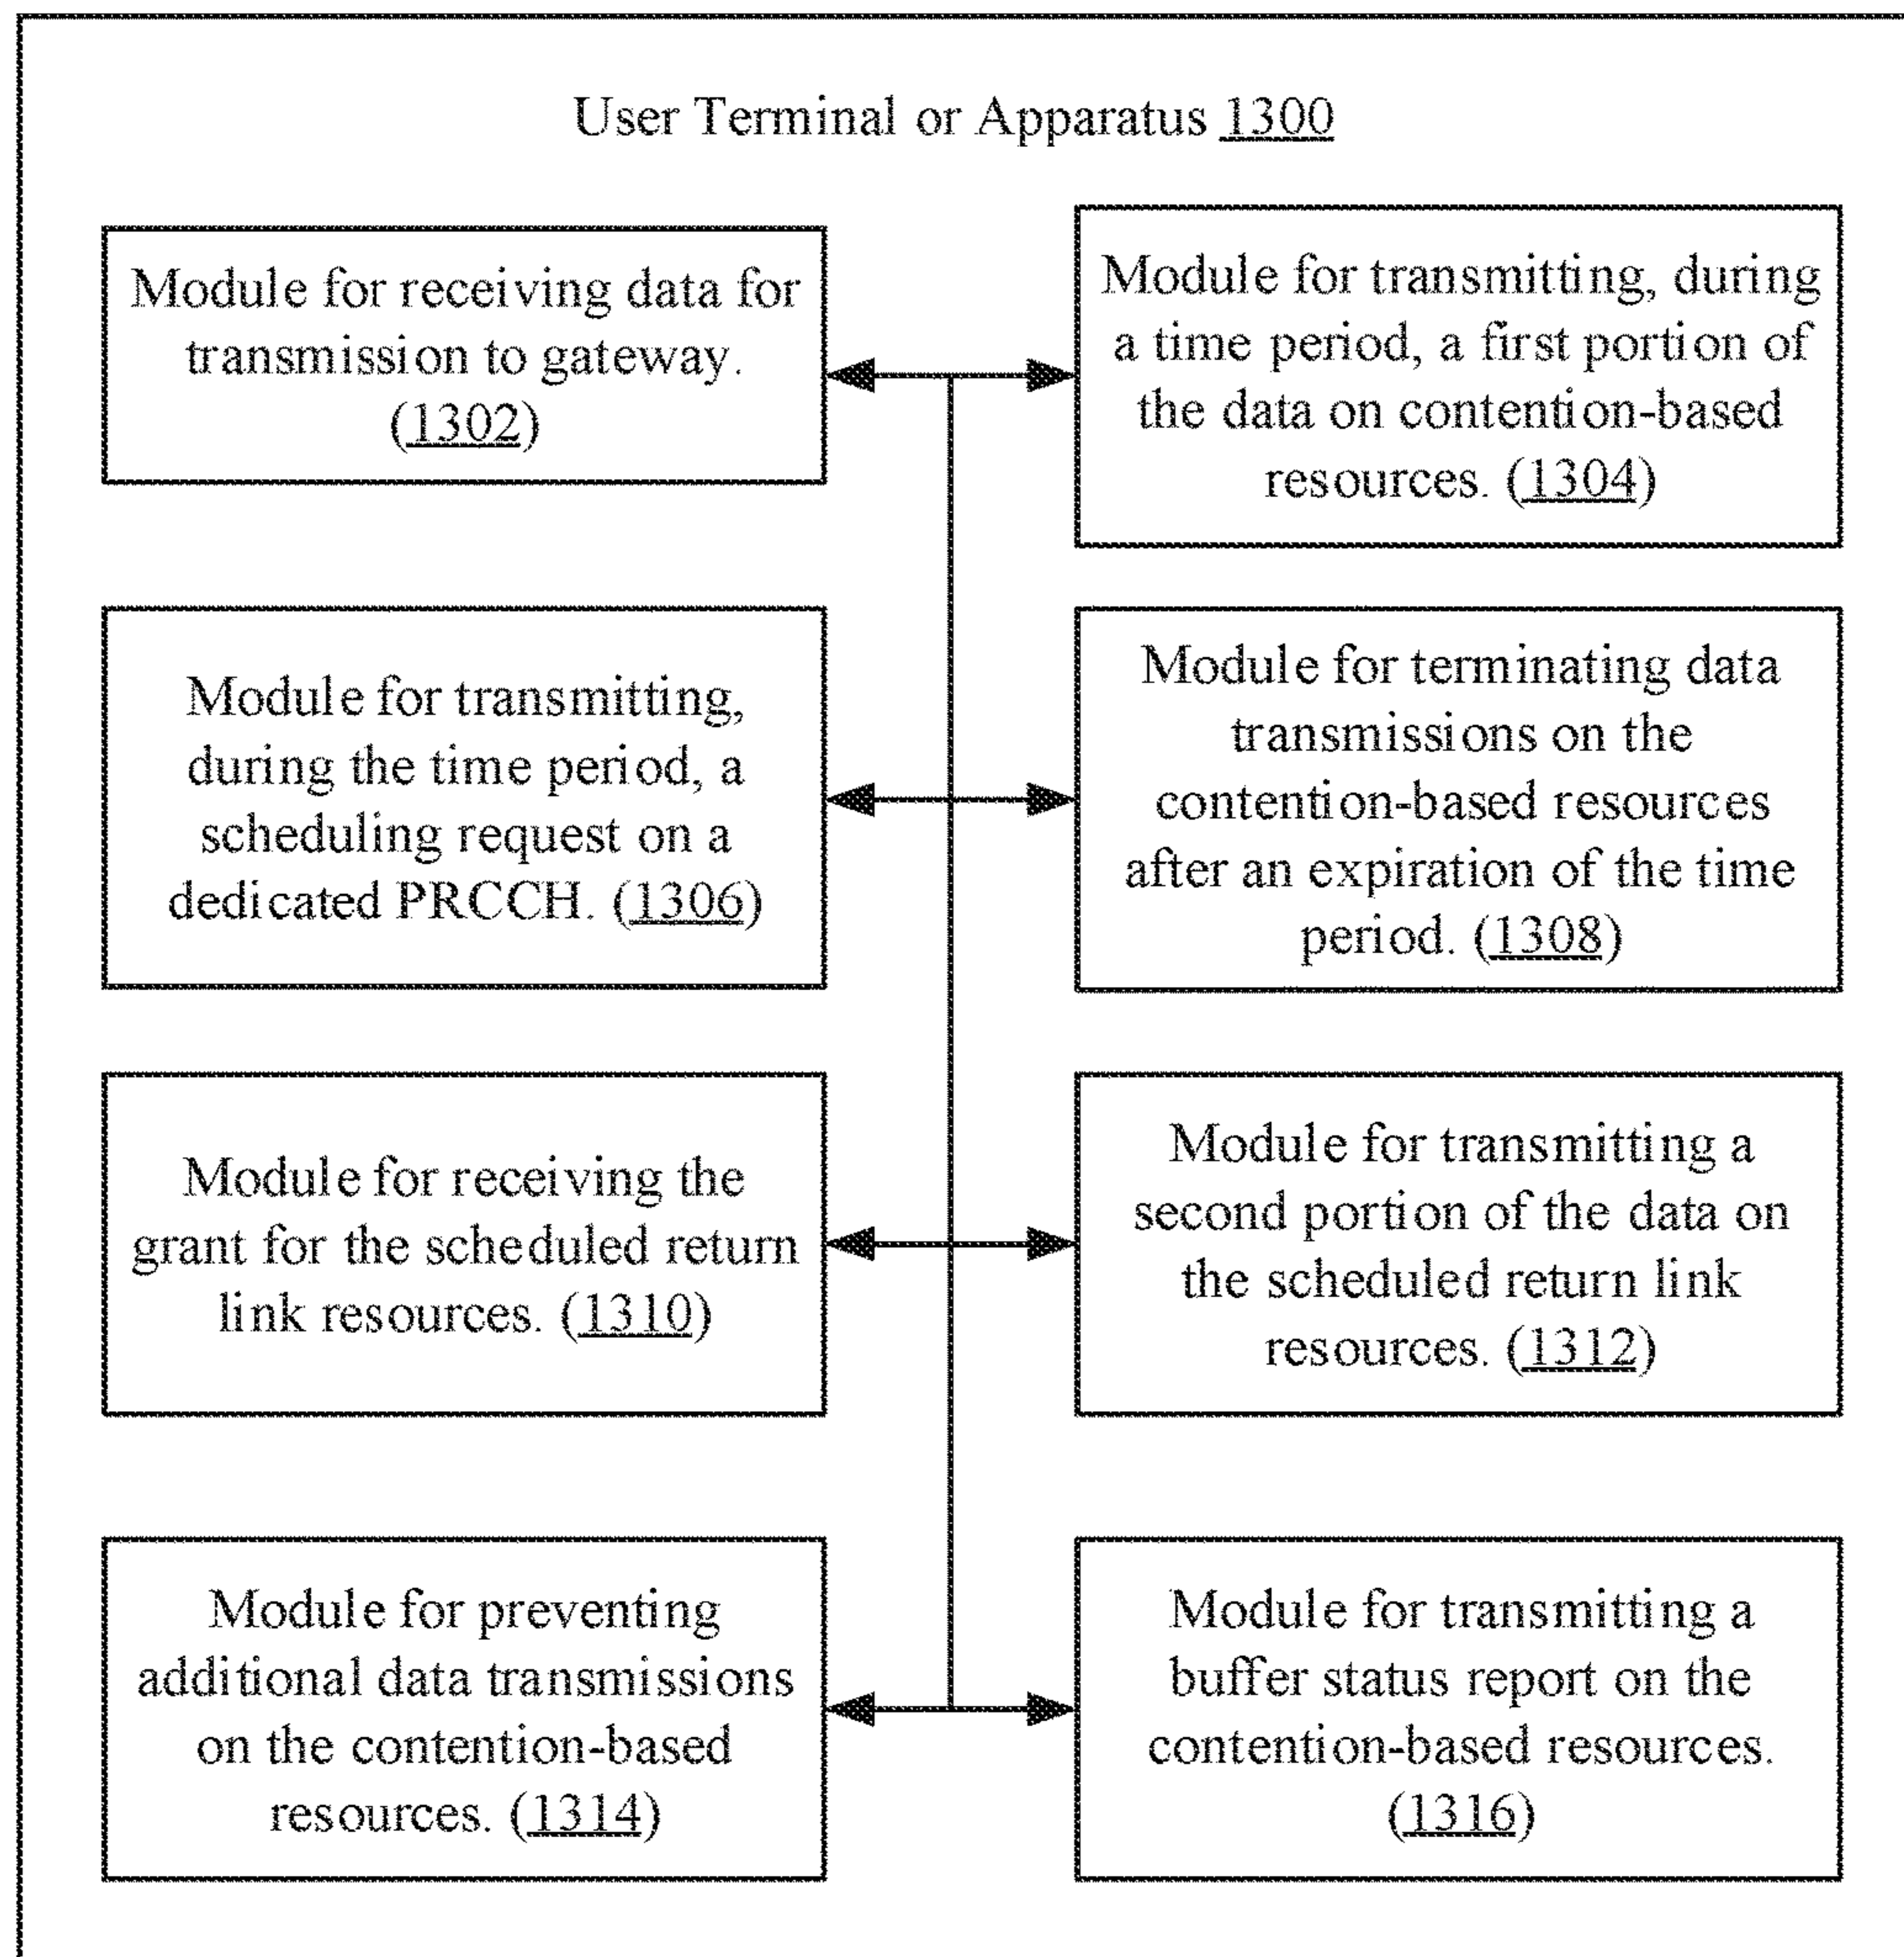 User Terminal or Apparatus 1300
Module for receiving data for
transmission to gateway.
(1302)
Module for transmitting, during
a time period, a first portion of
the data on contention-based
resources. (1304)
Module for transmitting,
during the time period, a
scheduling request on a
dedicated PRCCH. (1306)
Module for terminating data
transmissions on the
contention-based resources
after an expiration of the time
period. (1308)
Module for receiving the
grant for the scheduled return
link resources. (1310)
Module for transmitting a
second portion of the data on
the scheduled return link
resources. (1312)
Module for preventing
additional data transmissions
on the contention-based
resources. (1314)
Module for transmitting a
buffer status report on the
contention-based resources.
(1316)